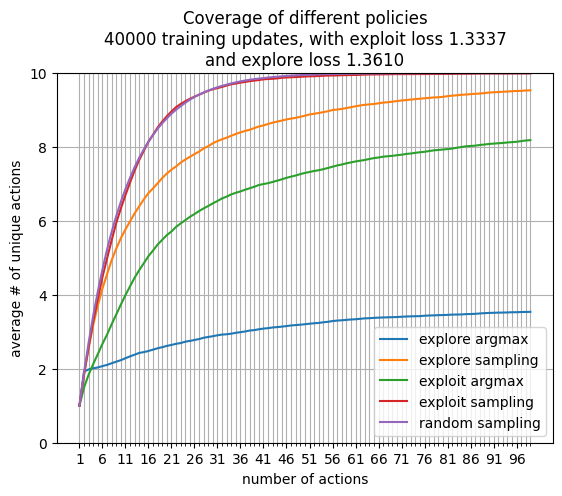 Coverage of different policies
40000 training updates, with exploit loss 1.3337
and explore loss 1.3610
average # of unique actions
10
8
6
4
2
0
explore argmax
explore sampling
exploit argmax
exploit sampling
random sampling
1 6 11 16 21 26 31 36 41 46 51 56 61 66 71 76 81 86 91 96
number of actions